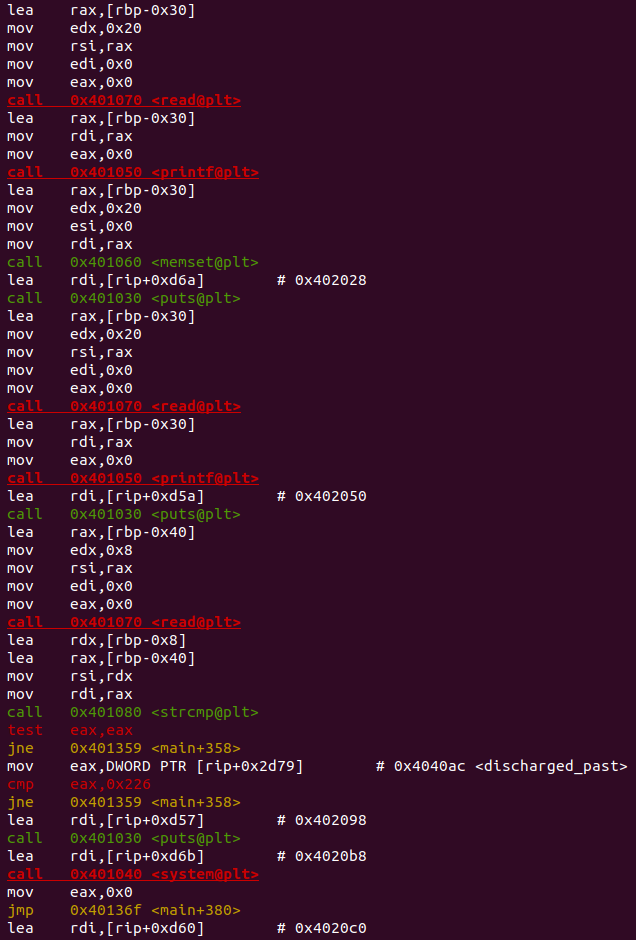 lea    rax,[rbp-0x30]
mov    edx,0x20
mov    rsi,rax
mov    edi,0x0
mov    eax,0x0
call   0x401070 <read@plt>
lea    rax,[rbp-0x30]
mov    rdi,rax
mov    eax,0x0
call   0x401050 <printf@plt>
lea    rax,[rbp-0x30]
mov    edx,0x20
mov    esi,0x0
mov    rdi,rax
call   0x401060 <memset@plt>
lea    rdi,[rip+0xd6a]        # 0x402028
call   0x401030 <puts@plt>
lea    rax,[rbp-0x30]
mov    edx,0x20
mov    rsi,rax
mov    edi,0x0
mov    eax,0x0
call   0x401070 <read@plt>
lea    rax,[rbp-0x30]
mov    rdi,rax
mov    eax,0x0
call   0x401050 <printf@plt>
lea    rdi,[rip+0xd5a]        # 0x402050
call   0x401030 <puts@plt>
lea    rax,[rbp-0x40]
mov    edx,0x8
mov    rsi,rax
mov    edi,0x0
mov    eax,0x0
call   0x401070 <read@plt>
lea    rdx,[rbp-0x8]
lea    rax,[rbp-0x40]
mov    rsi,rdx
mov    rdi,rax
call   0x401080 <strcmp@plt>
test   eax,eax
jne    0x401359 <main+358>
mov    eax,DWORD PTR [rip+0x2d79]        # 0x4040ac <discharged_past>
cmp    eax,0x226
jne    0x401359 <main+358>
lea    rdi,[rip+0xd57]        # 0x402098
call   0x401030 <puts@plt>
lea    rdi,[rip+0xd6b]        # 0x4020b8
call   0x401040 <system@plt>
mov    eax,0x0
jmp    0x40136f <main+380>
lea    rdi,[rip+0xd60]        # 0x4020c0